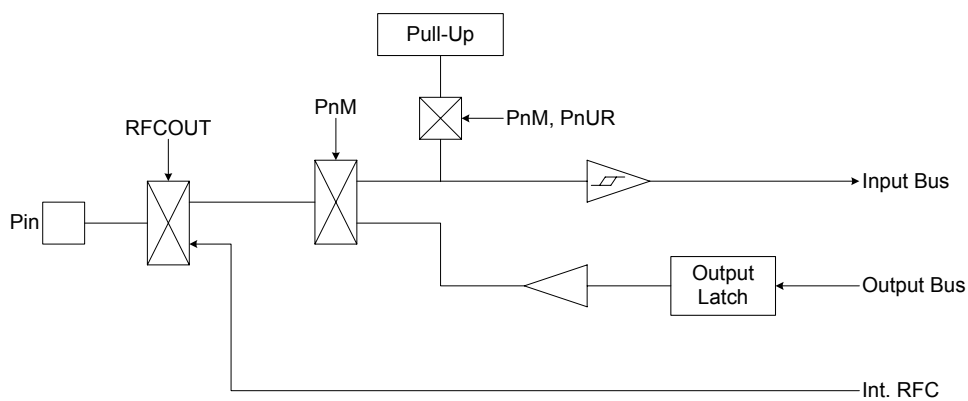 Pull-Up
PnM
PnM, PnUR
RFCOUT
Input Bus
Pin
Output
Latch
Output Bus
Int. RFC